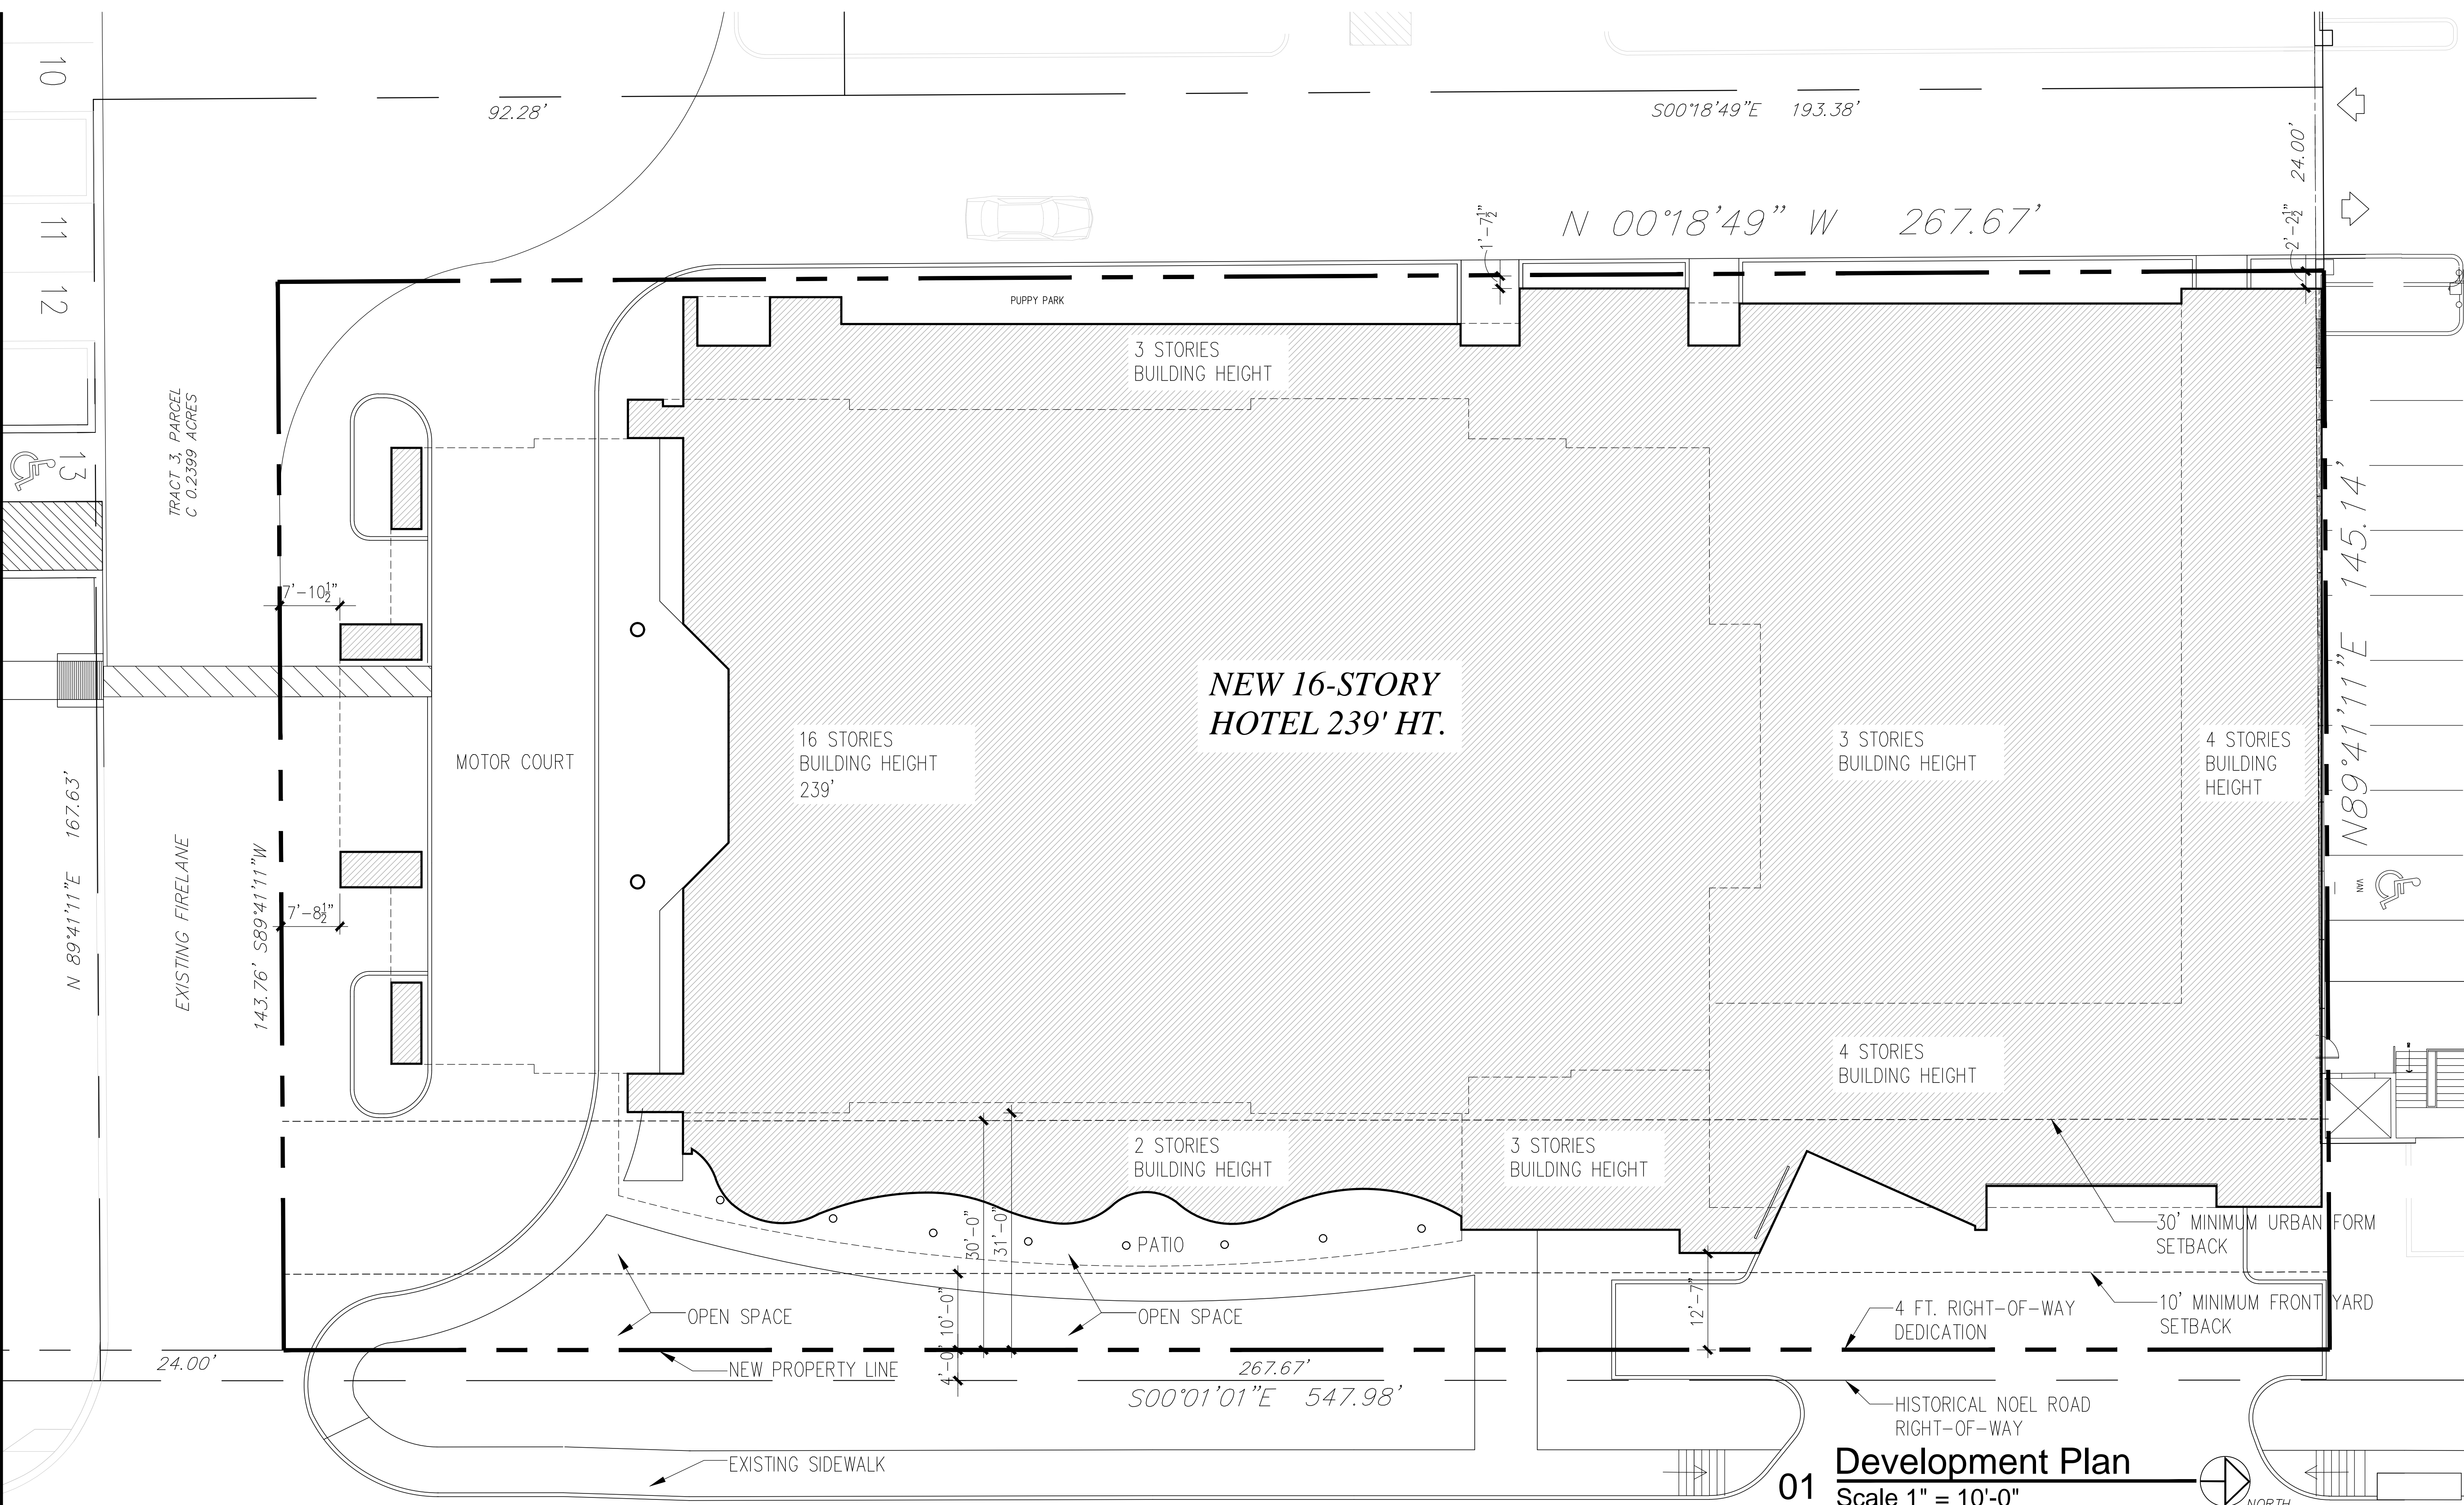 10
92.28'
S00°18'49"E 193.38'
24.00'
11
1'-7½"
N 00°18'49" W 267.67'
2'-2½"
12
PUPPY PARK
3 STORIES
BUILDING HEIGHT
TRACT 3, PARCEL
C 0.2399 ACRES
13
7'-10½"
NEW 16-STORY
HOTEL 239' HT.
16 STORIES
BUILDING HEIGHT
239'
3 STORIES
BUILDING HEIGHT
4 STORIES
BUILDING
HEIGHT
N89°41'11"E 145.14'
MOTOR COURT
N 89°41'11"E 167.63'
EXISTING FIRELANE
143.76' S89°41'11"W
7'-8½"
VAN
4 STORIES
BUILDING HEIGHT
2 STORIES
BUILDING HEIGHT
3 STORIES
BUILDING HEIGHT
30'-0"
31'-0"
PATIO
30' MINIMUM URBAN FORM
SETBACK
OPEN SPACE
OPEN SPACE
10'-0"
12'-7"
4 FT. RIGHT-OF-WAY
DEDICATION
10' MINIMUM FRONT YARD
SETBACK
24.00'
NEW PROPERTY LINE
4'-0"
267.67'
S00°01'01"E 547.98'
HISTORICAL NOEL ROAD
RIGHT-OF-WAY
EXISTING SIDEWALK
01 Development Plan
Scale 1" = 10'-0"
NORTH